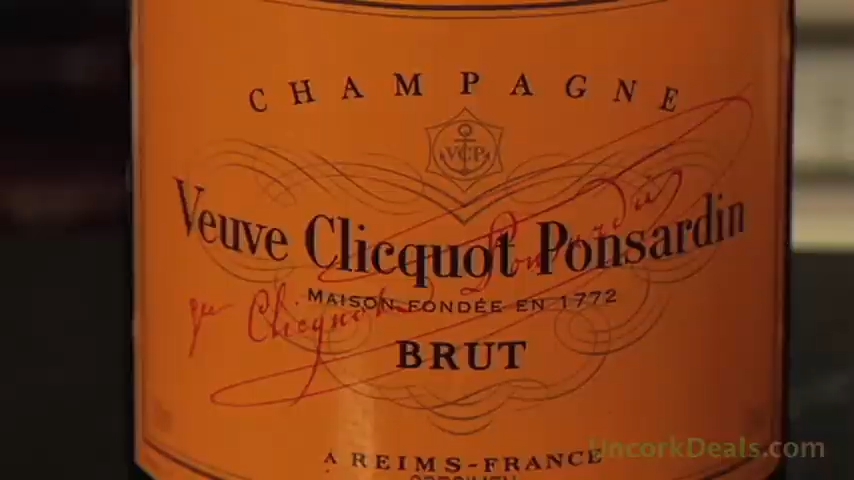 CHAMPAGNE
VCP
Veuve Clicquot Ponsardin
MAISON FONDÉE EN 1772
BRUT
A REIMS-FRANCE
UncorkDeals.com